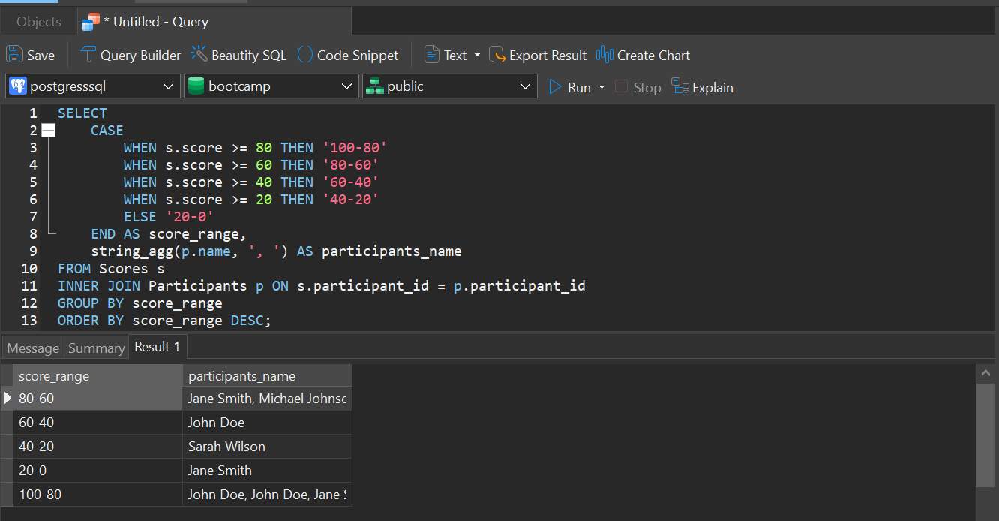 Objects
* Untitled - Query
Save Query Builder Beautify SQL Code Snippet Text Export Result Create Chart
postgresssql bootcamp public Run Stop Explain
1 SELECT
2 CASE
3 WHEN s.score >= 80 THEN '100-80'
4 WHEN s.score >= 60 THEN '80-60'
5 WHEN s.score >= 40 THEN '60-40'
6 WHEN s.score >= 20 THEN '40-20'
7 ELSE '20-0'
8 END AS score_range,
9 string_agg(p.name, ', ') AS participants_name
10 FROM Scores s
11 INNER JOIN Participants p ON s.participant_id = p.participant_id
12 GROUP BY score_range
13 ORDER BY score_range DESC;
Message Summary Result 1
score_range participants_name
80-60 Jane Smith, Michael Johnsc
60-40 John Doe
40-20 Sarah Wilson
20-0 Jane Smith
100-80 John Doe, John Doe, Jane S